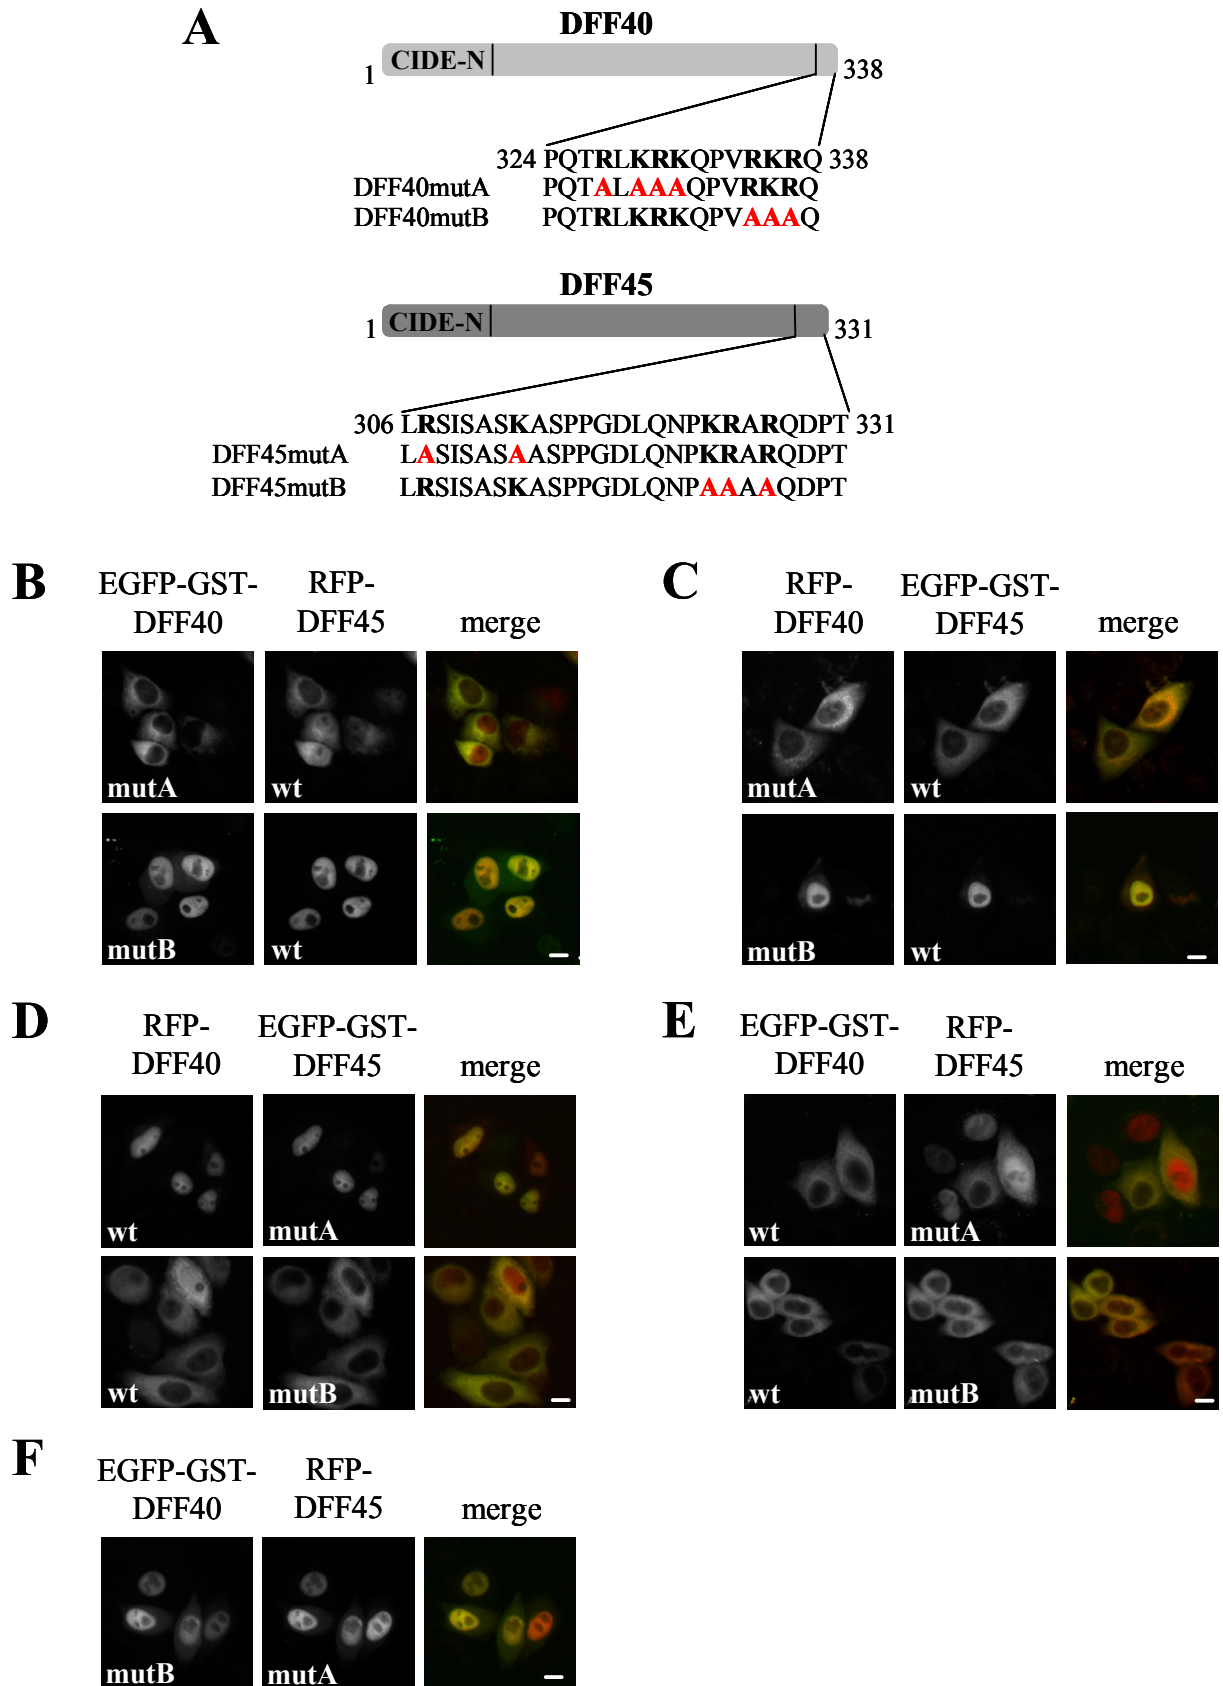 A
DFF40
CIDE-N
1
338
324 PQTRLKRKQPVRKRQ 338
DFF40mutA PQTALAAAQPVRKRQ
DFF40mutB PQTRLKRKQPVAAAQ
DFF45
CIDE-N
1
331
306 LRSISASKASPPGDLQNPKRARQDPT 331
DFF45mutA LASISASAASPPGDLQNPKRARQDPT
DFF45mutB LRSISASKASPPGDLQNPAAAAQDPT
B
EGFP-GST-
DFF40
RFP-
DFF45
merge
mutA
wt
mutB
wt
C
RFP-
DFF40
EGFP-GST-
DFF45
merge
mutA
wt
mutB
wt
D
RFP-
DFF40
EGFP-GST-
DFF45
merge
wt
mutA
wt
mutB
E
EGFP-GST-
DFF40
RFP-
DFF45
merge
wt
mutA
wt
mutB
F
EGFP-GST-
DFF40
RFP-
DFF45
merge
mutB
mutA